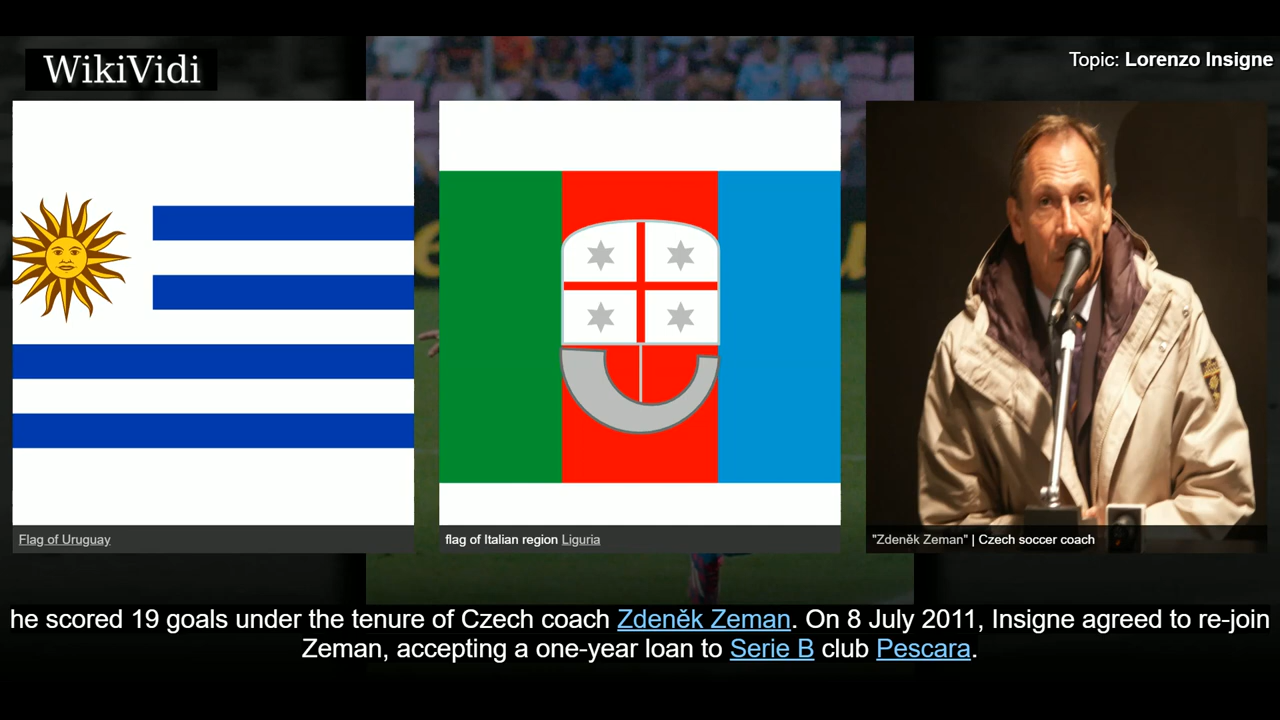 WikiVidi
Topic: Lorenzo Insigne
Flag of Uruguay
flag of Italian region Liguria
"Zdeněk Zeman" | Czech soccer coach
he scored 19 goals under the tenure of Czech coach Zdeněk Zeman. On 8 July 2011, Insigne agreed to re-join
Zeman, accepting a one-year loan to Serie B club Pescara.